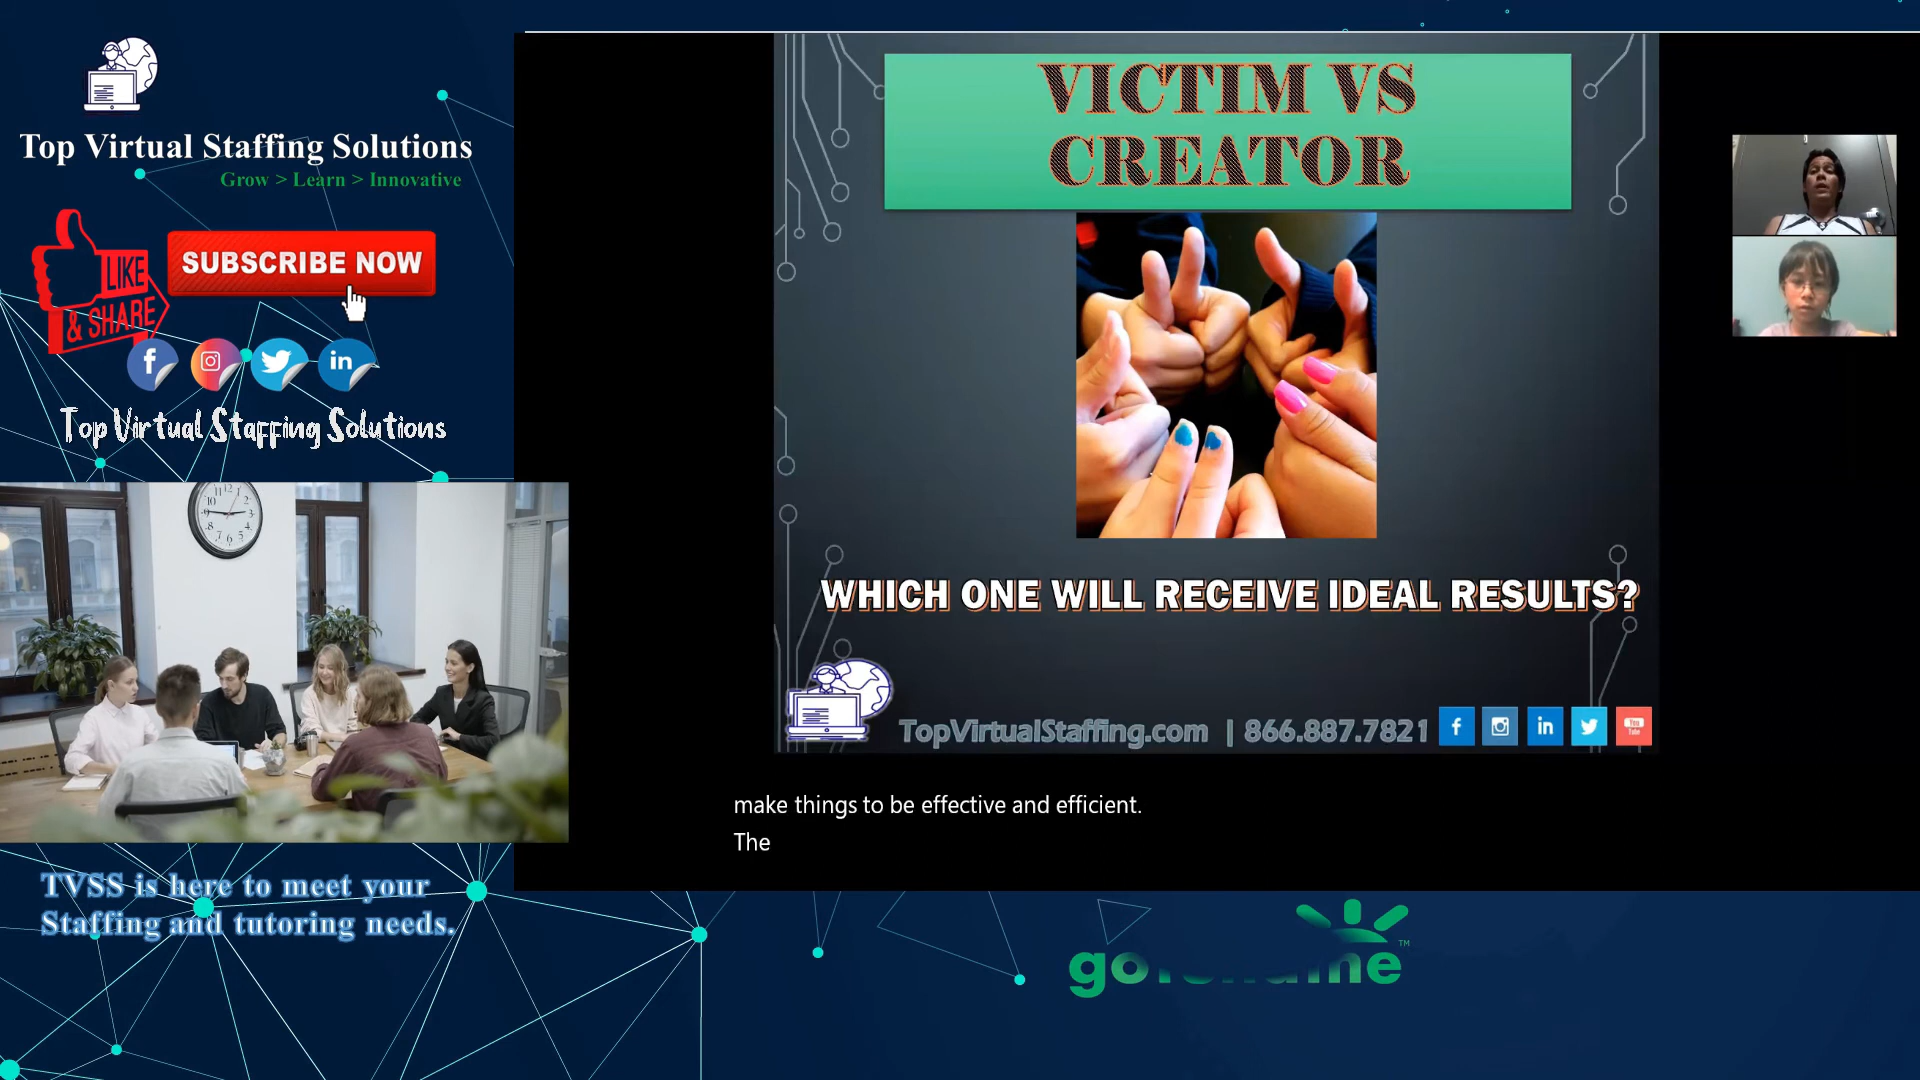 Top Virtual Staffing Solutions
Grow > Learn > Innovative
LIKE
& SHARE
SUBSCRIBE NOW
Top Virtual Staffing Solutions
TVSS is here to meet your
Staffing and tutoring needs.
VICTIM VS
CREATOR
WHICH ONE WILL RECEIVE IDEAL RESULTS?
TopVirtualStaffing.com | 866.887.7821
You
Tube
make things to be effective and efficient.
The